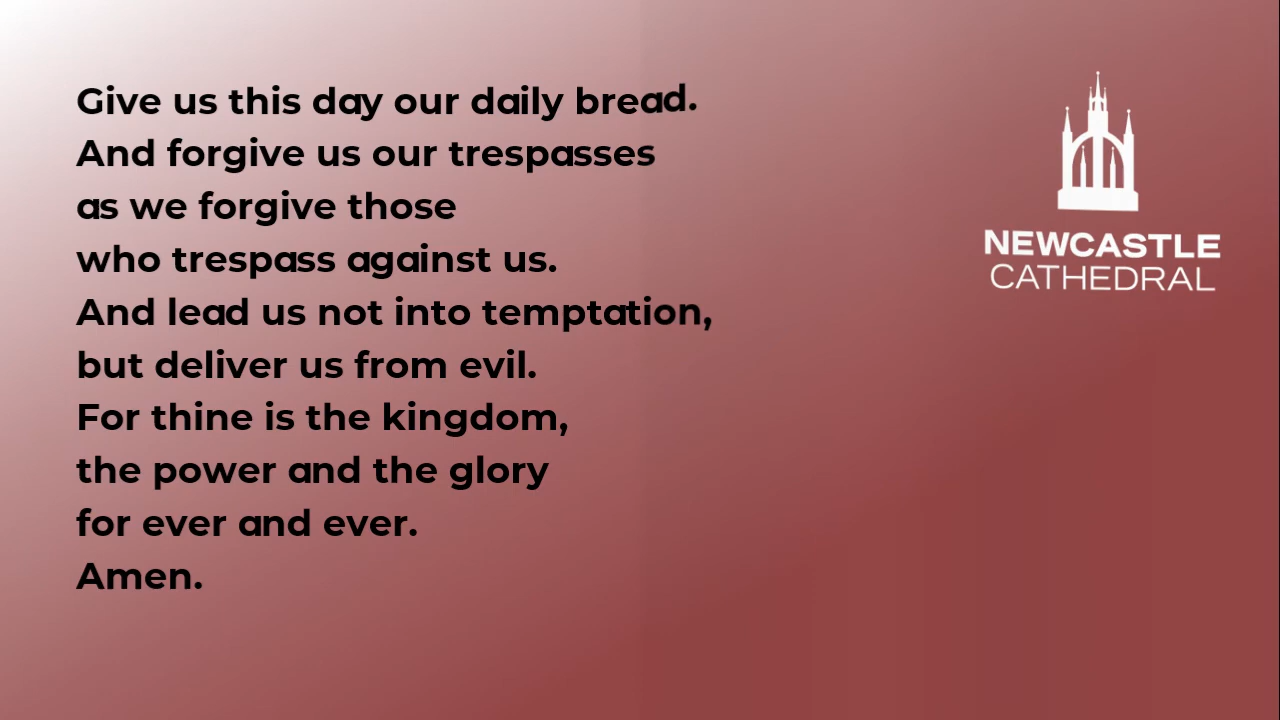 Give us this day our daily bread.
And forgive us our trespasses
as we forgive those
who trespass against us.
And lead us not into temptation,
but deliver us from evil.
For thine is the kingdom,
the power and the glory
for ever and ever.
Amen.
NEWCASTLE
CATHEDRAL